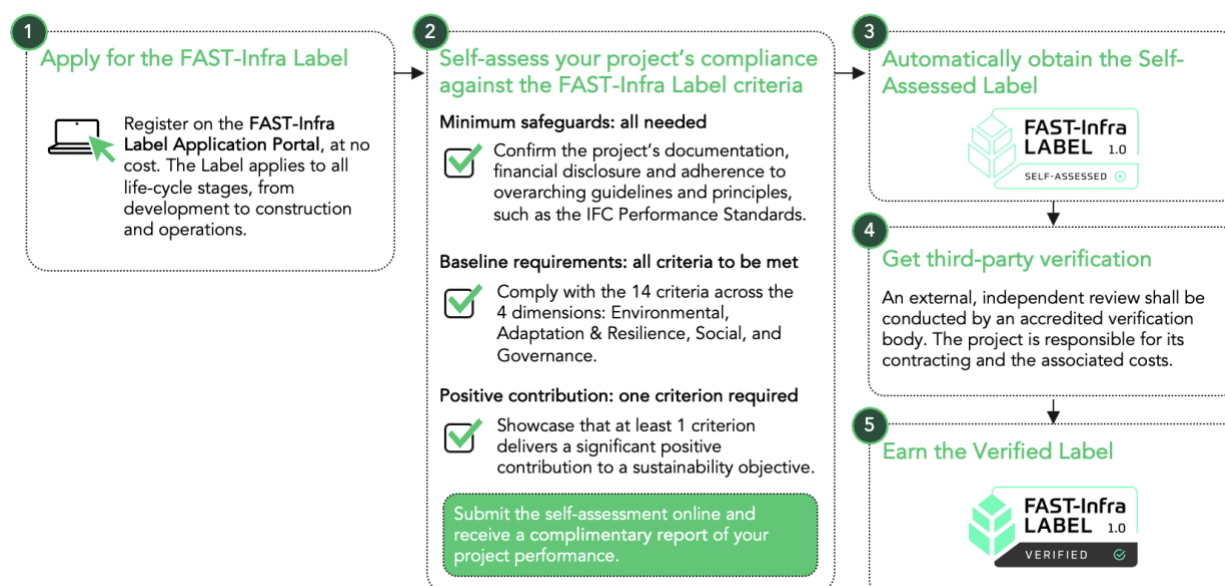 1
Apply for the FAST-Infra Label
Register on the FAST-Infra
Label Application Portal, at no
cost. The Label applies to all
life-cycle stages, from
development to construction
and operations.
2
Self-assess your project's compliance
against the FAST-Infra Label criteria
Minimum safeguards: all needed
Confirm the project's documentation,
financial disclosure and adherence to
overarching guidelines and principles,
such as the IFC Performance Standards.
Baseline requirements: all criteria to be met
Comply with the 14 criteria across the
4 dimensions: Environmental,
Adaptation & Resilience, Social, and
Governance.
Positive contribution: one criterion required
Showcase that at least 1 criterion
delivers a significant positive
contribution to a sustainability objective.
Submit the self-assessment online and
receive a complimentary report of your
project performance.
3
Automatically obtain the Self-
Assessed Label
FAST-Infra
LABEL 1.0
SELF-ASSESSED
4
Get third-party verification
An external, independent review shall be
conducted by an accredited verification
body. The project is responsible for its
contracting and the associated costs.
5
Earn the Verified Label
FAST-Infra
LABEL 1.0
VERIFIED